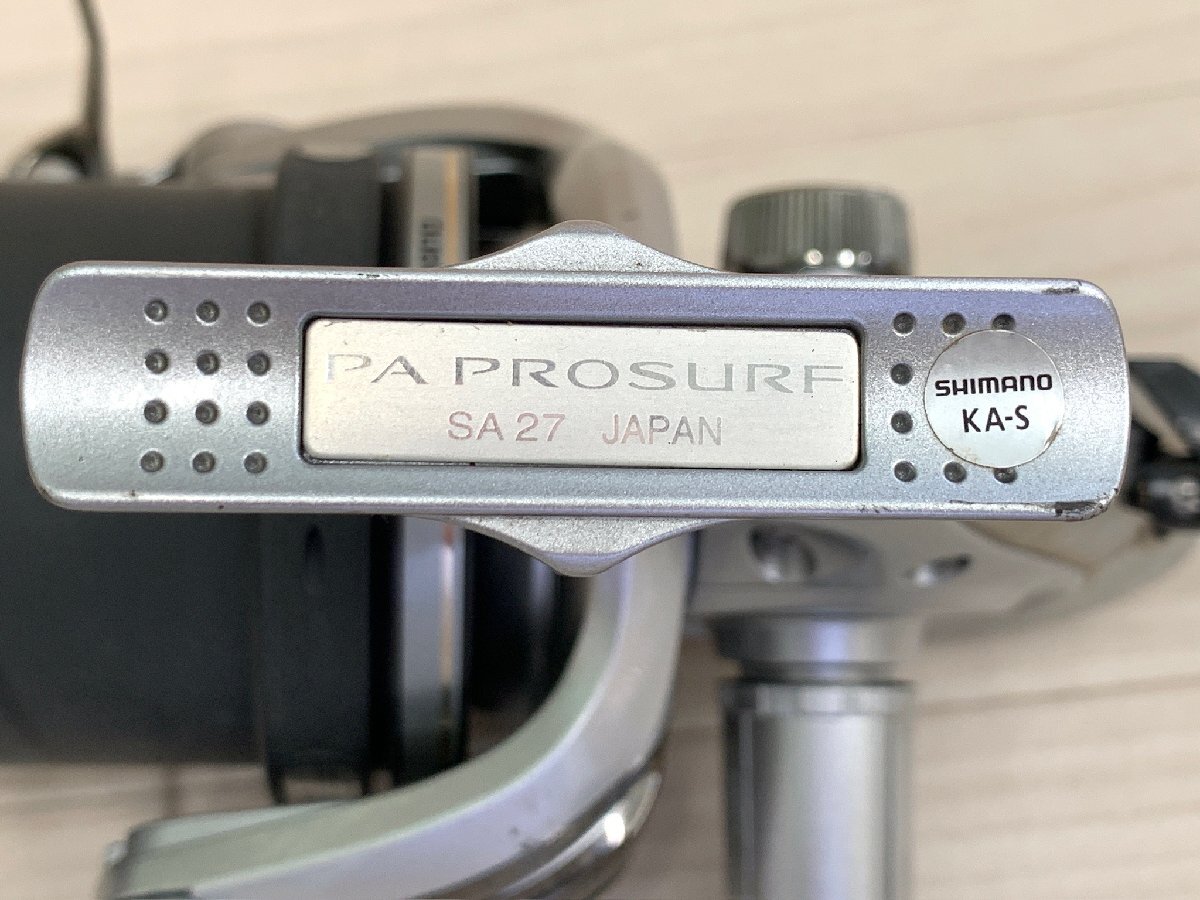 PA PROSURF
SA 27 JAPAN
SHIMANO
KA-S